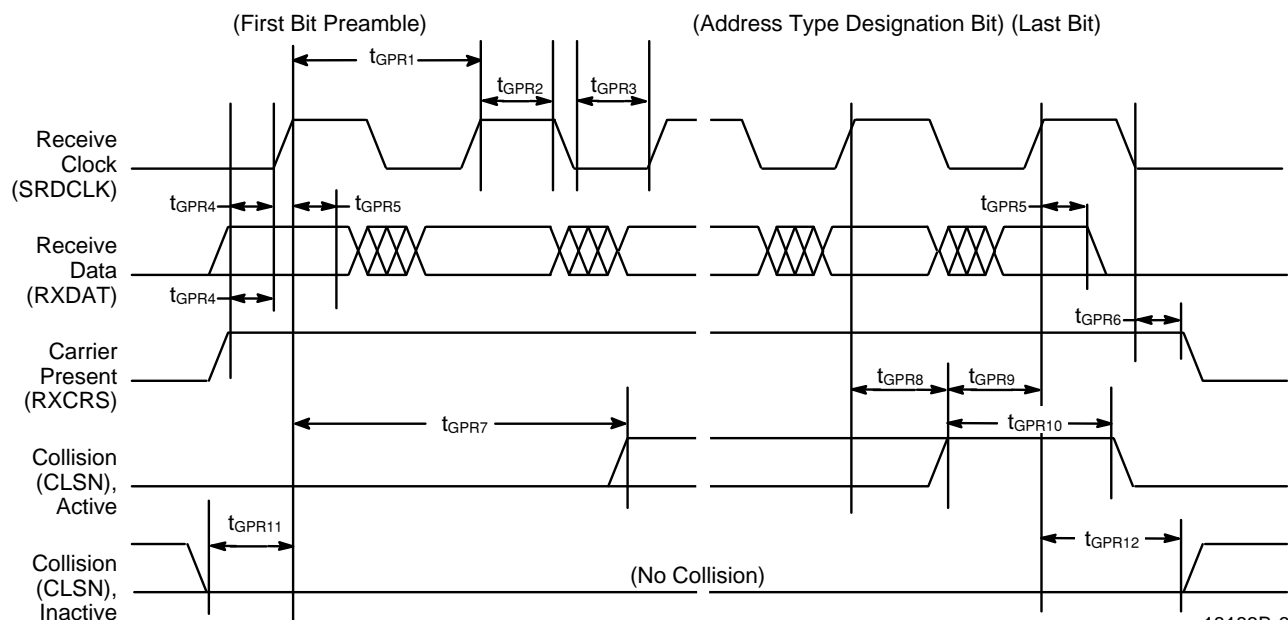 (First Bit Preamble)
(Address Type Designation Bit) (Last Bit)
tGPR1
tGPR2
tGPR3
Receive
Clock
(SRDCLK)
tGPR4
tGPR5
tGPR5
Receive
Data
(RXDAT)
tGPR4
tGPR6
Carrier
Present
(RXCRS)
tGPR8
tGPR9
tGPR7
tGPR10
Collision
(CLSN),
Active
tGPR11
tGPR12
Collision
(CLSN),
Inactive
(No Collision)